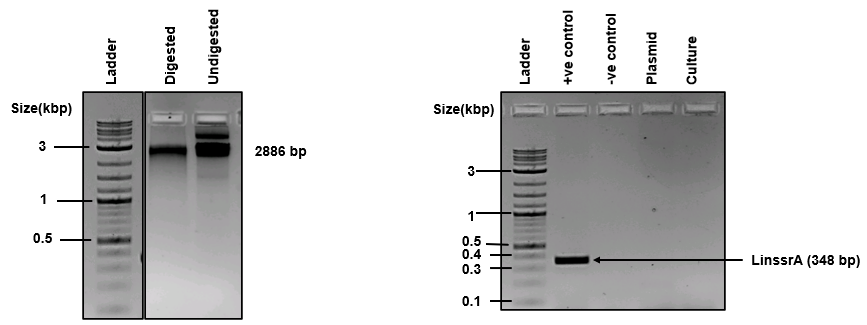 Ladder
Digested
Undigested
Size(kbp)
3
1
0.5
2886 bp
Ladder
+ve control
-ve control
Plasmid
Culture
Size(kbp)
3
1
0.5
0.4
0.3
0.1
LinssrA (348 bp)